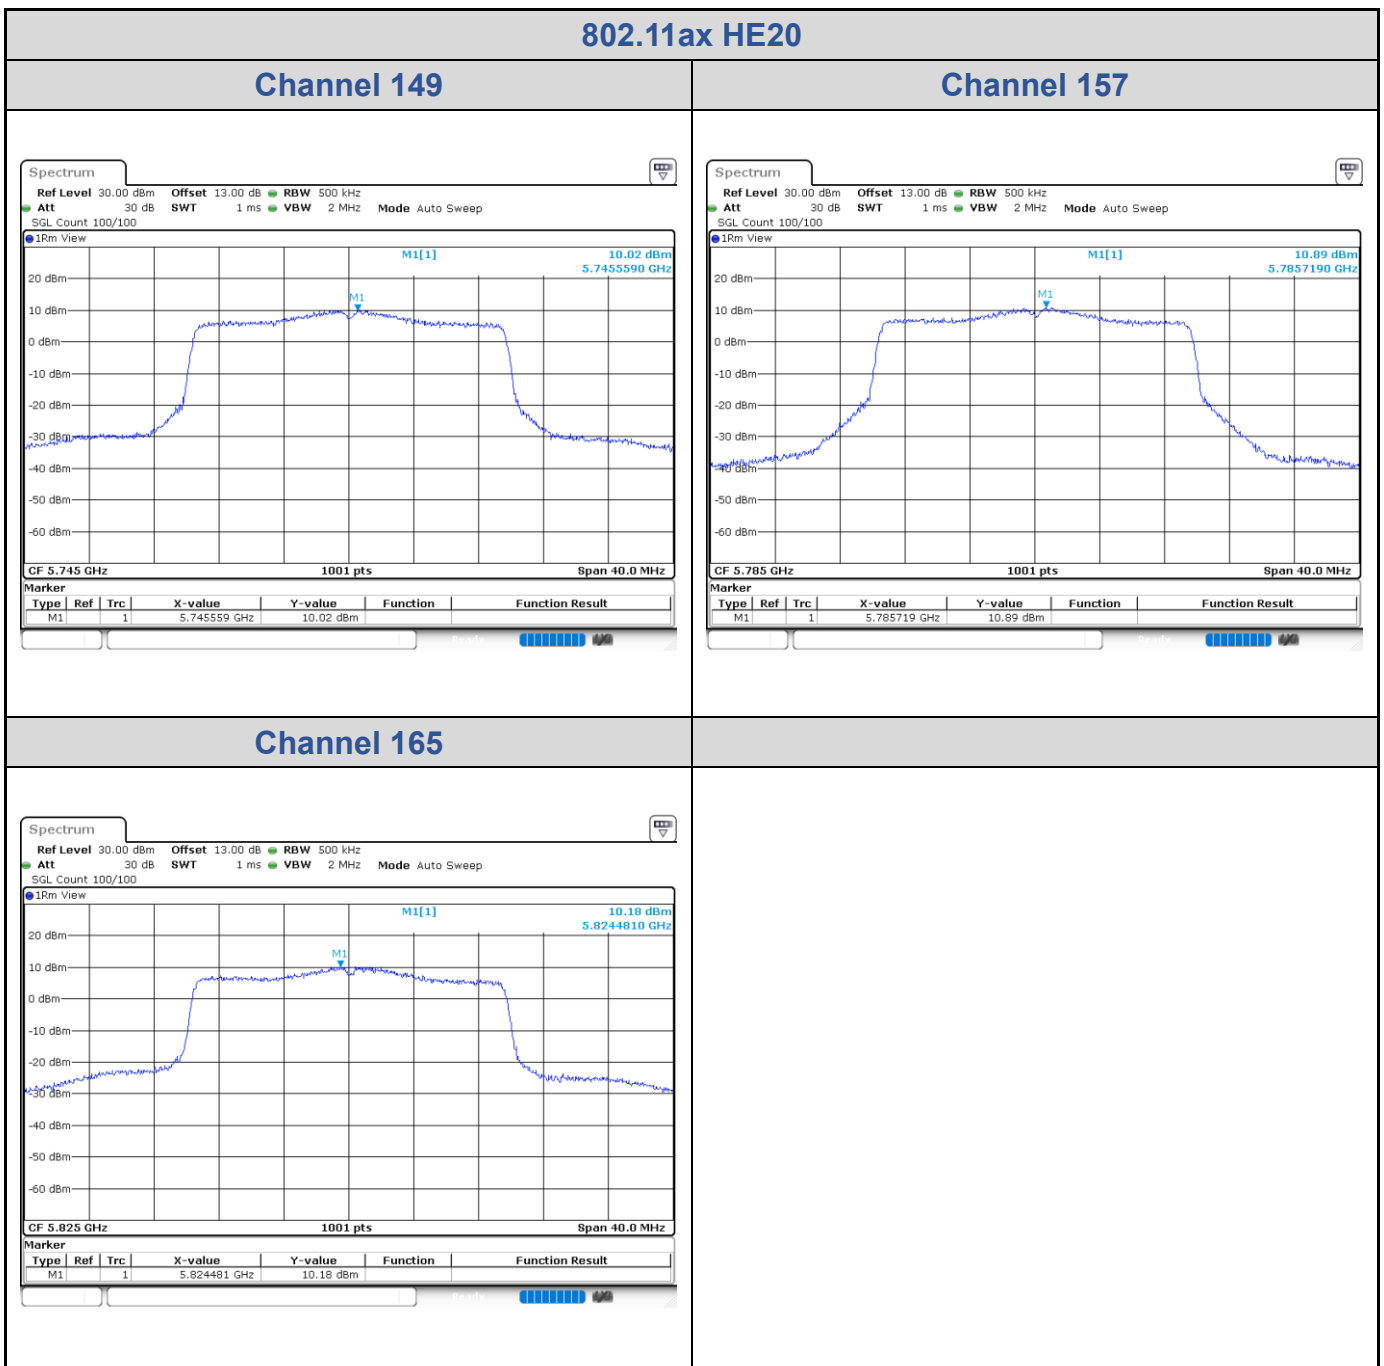 802.11ax HE20
Channel 149
Channel 157
Spectrum
Ref Level 30.00 dBm Offset 13.00 dB RBW 500 kHz
Att 30 dB SWT 1 ms VBW 2 MHz Mode Auto Sweep
SGL Count 100/100
1Rm View
M1[1] 10.02 dBm
5.7455590 GHz
M1
20 dBm
10 dBm
0 dBm
-10 dBm
-20 dBm
-30 dBm
-40 dBm
-50 dBm
-60 dBm
CF 5.745 GHz 1001 pts Span 40.0 MHz
Marker
Type Ref Trc X-value Y-value Function Function Result
M1 1 5.745559 GHz 10.02 dBm
Spectrum
Ref Level 30.00 dBm Offset 13.00 dB RBW 500 kHz
Att 30 dB SWT 1 ms VBW 2 MHz Mode Auto Sweep
SGL Count 100/100
1Rm View
M1[1] 10.89 dBm
5.7857190 GHz
M1
20 dBm
10 dBm
0 dBm
-10 dBm
-20 dBm
-30 dBm
-40 dBm
-50 dBm
-60 dBm
CF 5.785 GHz 1001 pts Span 40.0 MHz
Marker
Type Ref Trc X-value Y-value Function Function Result
M1 1 5.785719 GHz 10.89 dBm
Channel 165
Spectrum
Ref Level 30.00 dBm Offset 13.00 dB RBW 500 kHz
Att 30 dB SWT 1 ms VBW 2 MHz Mode Auto Sweep
SGL Count 100/100
1Rm View
M1[1] 10.18 dBm
5.8244810 GHz
M1
20 dBm
10 dBm
0 dBm
-10 dBm
-20 dBm
-30 dBm
-40 dBm
-50 dBm
-60 dBm
CF 5.825 GHz 1001 pts Span 40.0 MHz
Marker
Type Ref Trc X-value Y-value Function Function Result
M1 1 5.824481 GHz 10.18 dBm